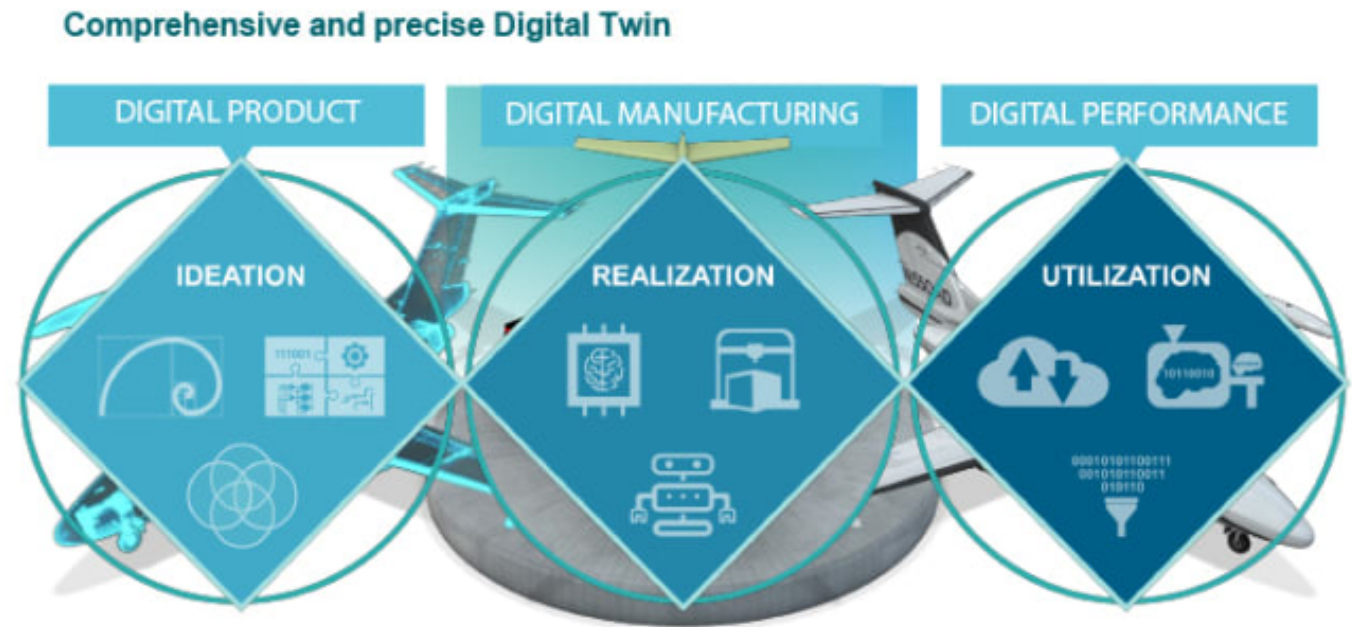 Comprehensive and precise Digital Twin
DIGITAL PRODUCT
DIGITAL MANUFACTURING
DIGITAL PERFORMANCE
IDEATION
REALIZATION
UTILIZATION
111001
10110010
00010101100111
001010110011
010110